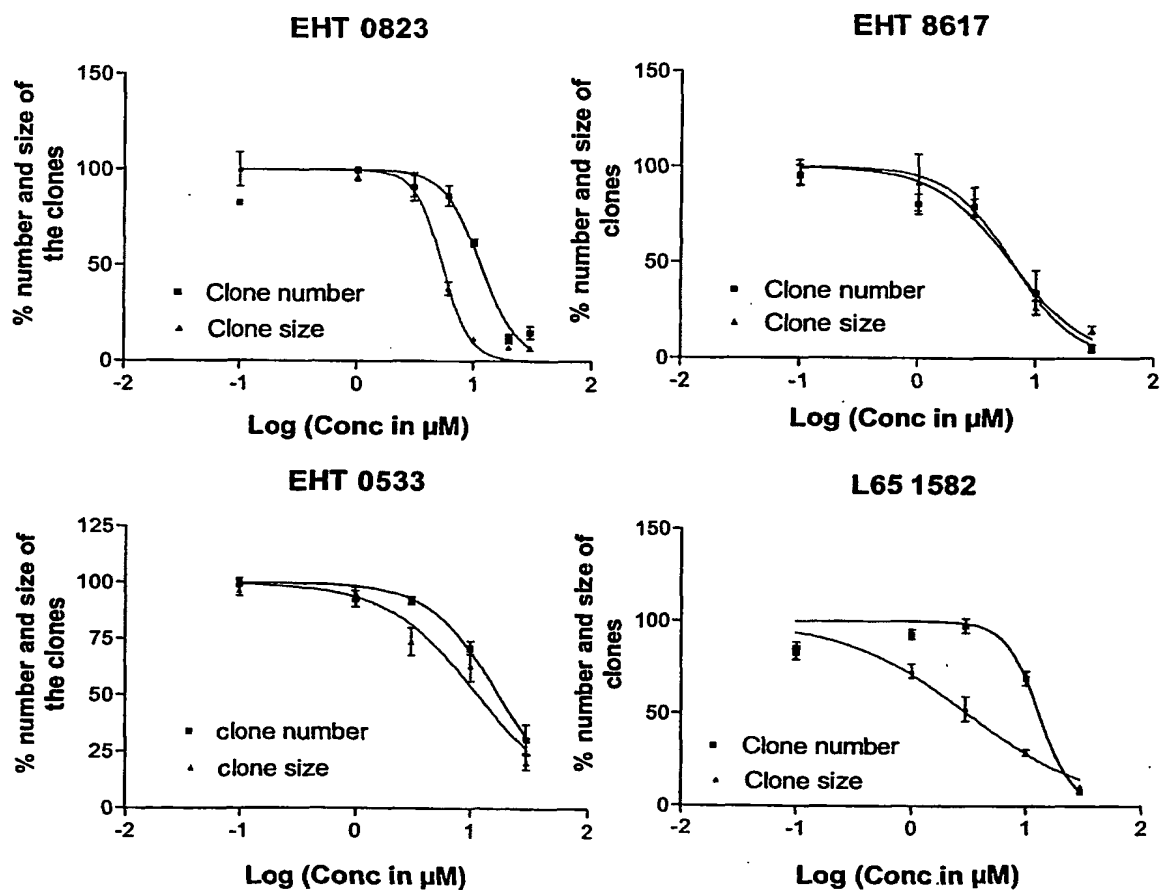 EHT 0823
% number and size of
the clones
150
100
50
0
Clone number
Clone size
-2
-1
0
1
2
Log (Conc in µM)
EHT 8617
% number and size of
clones
150
100
50
0
Clone number
Clone size
-2
-1
0
1
2
Log (Conc in µM)
EHT 0533
% number and size of
the clones
125
100
75
50
25
0
clone number
clone size
-2
-1
0
1
2
Log (Conc in µM)
L65 1582
% number and size of
clones
150
100
50
0
Clone number
Clone size
-2
-1
0
1
2
Log (Conc in µM)